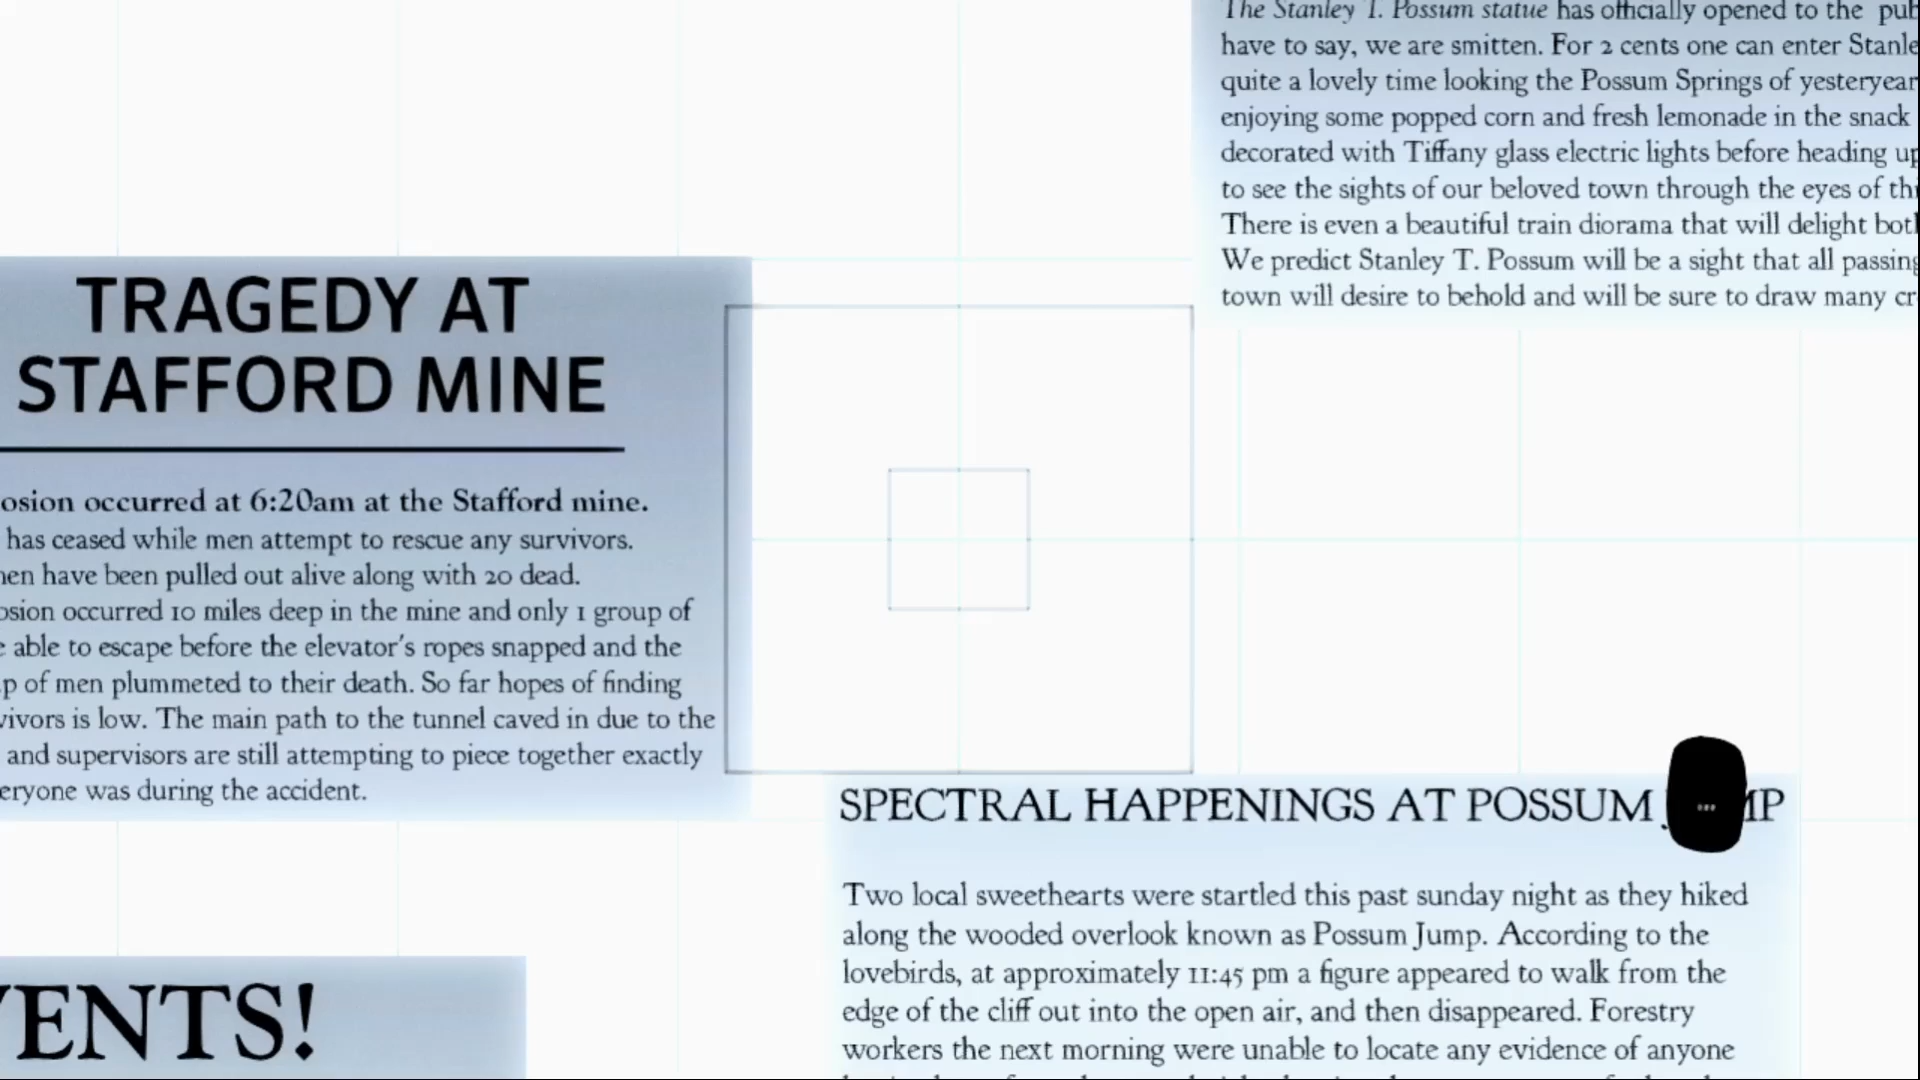 The Stanley T. Possum statue has officially opened to the
have to say, we are smitten. For 2 cents one can enter
quite a lovely time looking the Possum Springs of yesteryear
enjoying some popped corn and fresh lemonade in the snack
decorated with Tiffany glass electric lights before heading
to see the sights of our beloved town through the eyes of
There is even a beautiful train diorama that will delight
We predict Stanley T. Possum will be a sight that all
town will desire to behold and will be sure to draw many
TRAGEDY AT
STAFFORD MINE
occurred at 6:20am at the Stafford mine.
has ceased while men attempt to rescue any survivors.
have been pulled out alive along with 20 dead.
occurred 10 miles deep in the mine and only 1 group of
able to escape before the elevator's ropes snapped and the
of men plummeted to their death. So far hopes of finding
is low. The main path to the tunnel caved in due to the
and supervisors are still attempting to piece together exactly
was during the accident.
SPECTRAL HAPPENINGS AT POSSUM
...
Two local sweethearts were startled this past sunday night as they hiked
along the wooded overlook known as Possum Jump. According to the
lovebirds, at approximately 11:45 pm a figure appeared to walk from the
edge of the cliff out into the open air, and then disappeared. Forestry
workers the next morning were unable to locate any evidence of anyone
VENTS!